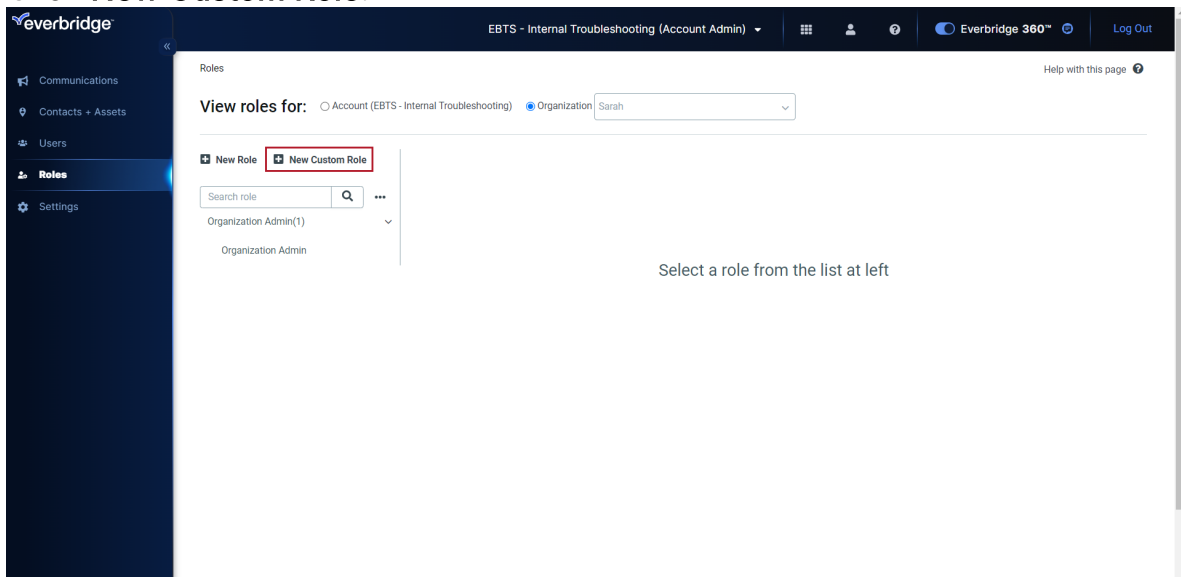 everbridge
EBTS - Internal Troubleshooting (Account Admin)
Everbridge 360™
Log Out
Communications
Contacts + Assets
Users
Roles
Settings
Roles
Help with this page
View roles for: Account (EBTS - Internal Troubleshooting) Organization Sarah
New Role New Custom Role
Search role
Organization Admin(1)
Organization Admin
Select a role from the list at left